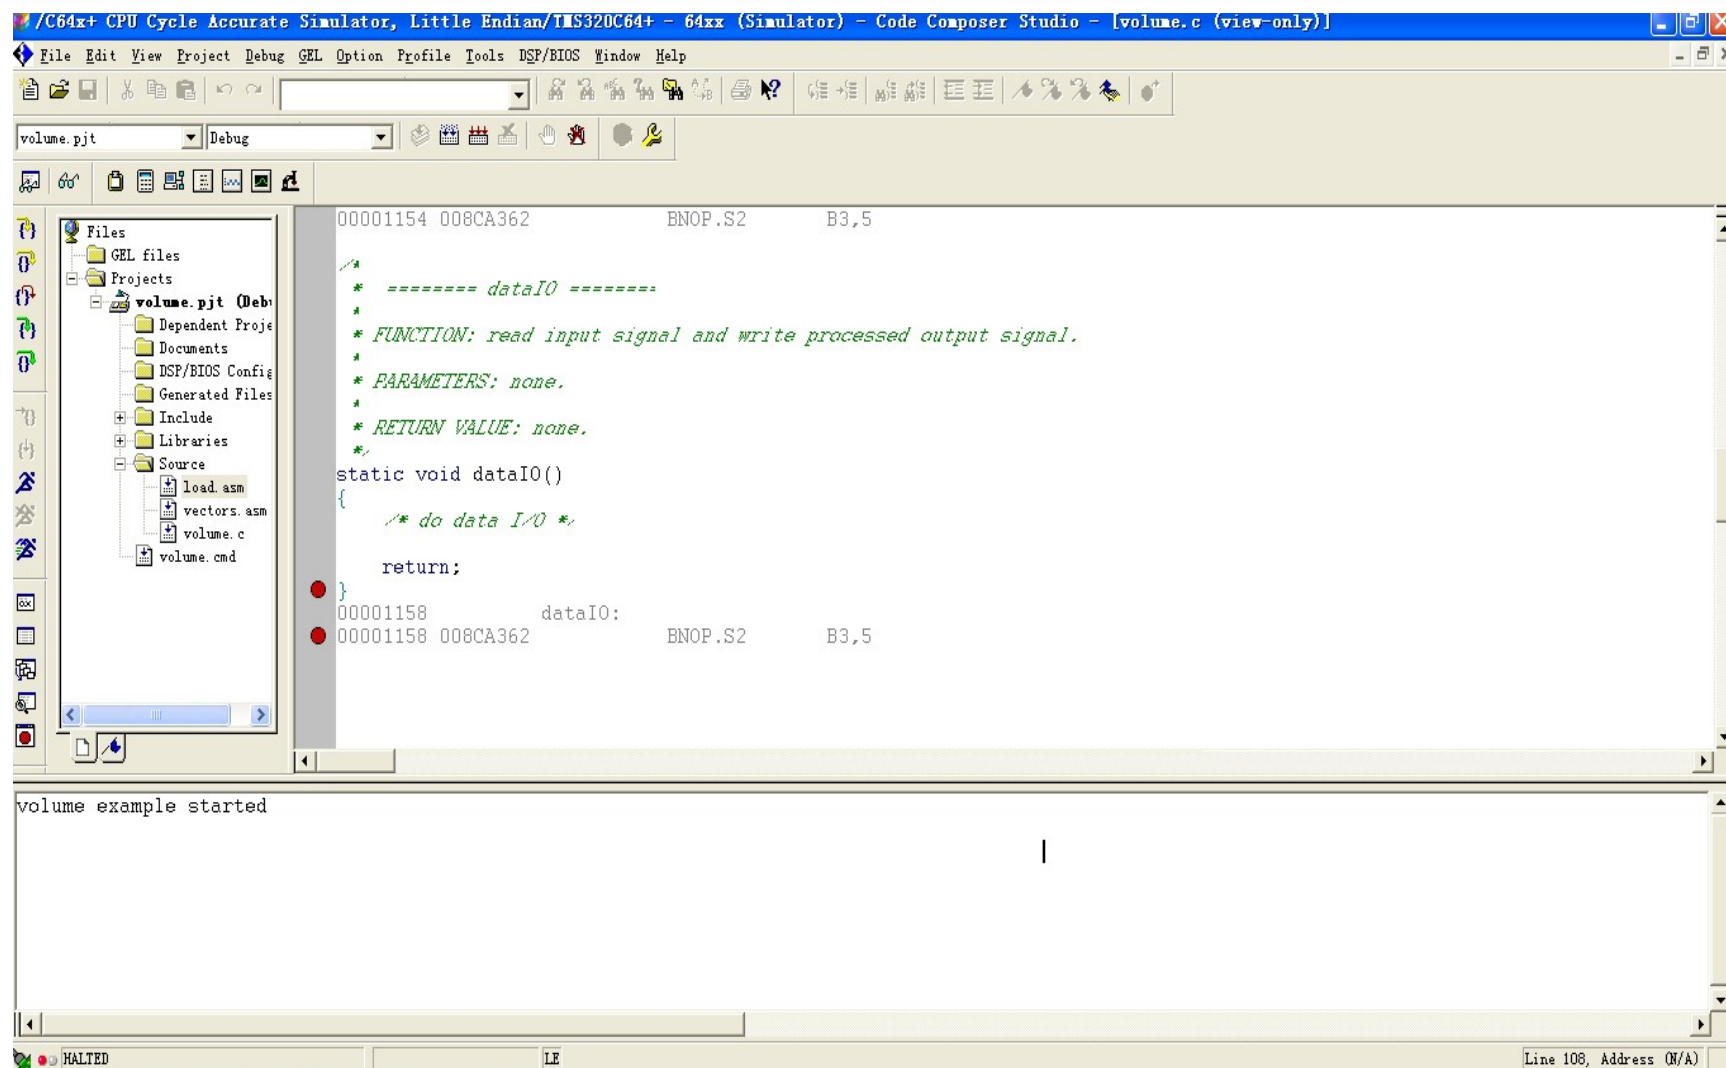 /C64x+ CPU Cycle Accurate Simulator, Little Endian/TMS320C64+ - 64xx (Simulator) - Code Composer Studio - [volume.c (view-only)]
File Edit View Project Debug GEL Option Profile Tools DSP/BIOS Window Help
volume.pjt Debug
Files
GEL files
Projects
volume.pjt (Deb
Dependent Proje
Documents
DSP/BIOS Config
Generated Files
Include
Libraries
Source
load.asm
vectors.asm
volume.c
volume.cmd
00001154 008CA362 BNOP.S2 B3,5
/*
* ======== dataIO ========
*
* FUNCTION: read input signal and write processed output signal.
*
* PARAMETERS: none.
*
* RETURN VALUE: none.
*/
static void dataIO()
{
/* do data I/O */
return;
}
00001158 dataIO:
00001158 008CA362 BNOP.S2 B3,5
volume example started
HALTED LE Line 108, Address (N/A)